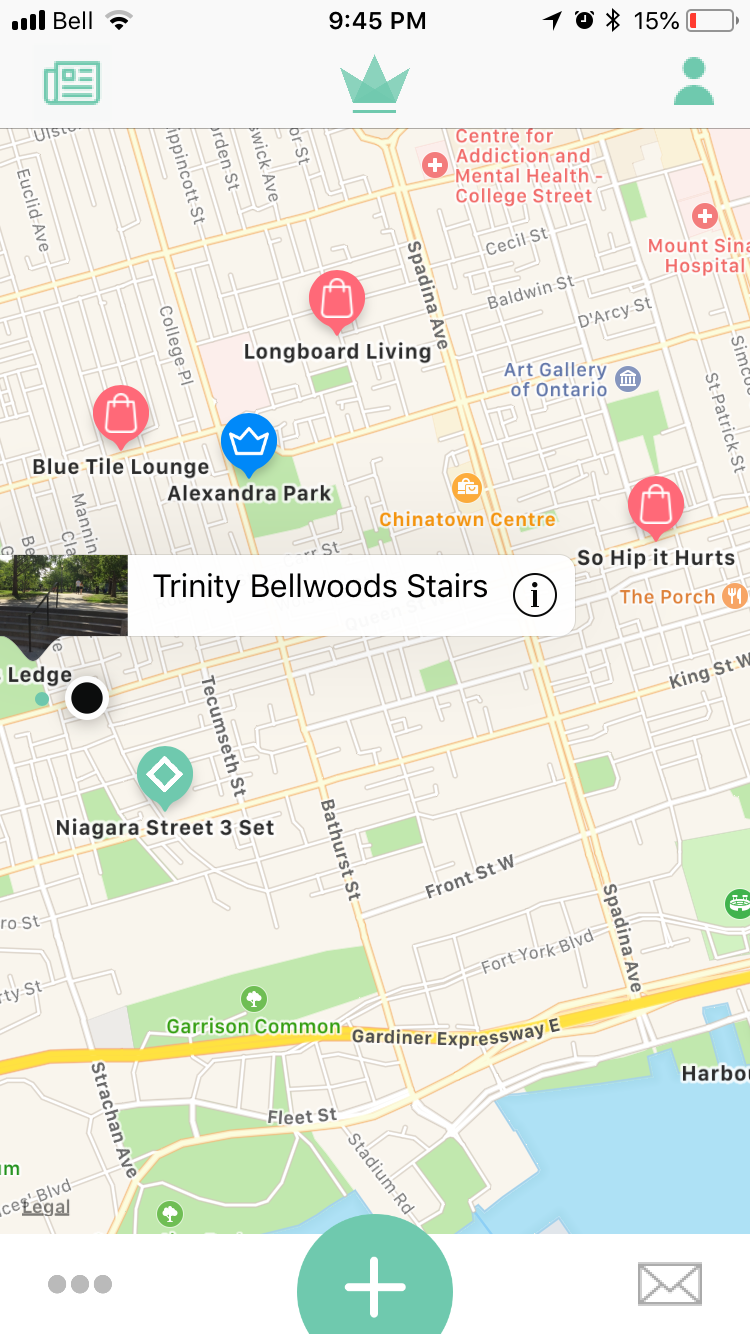 Bell
9:45 PM
15%
Centre for
Addiction and
Mental Health -
College Street
Euclid Ave
Cecil St
Spadina Ave
Hospital
Baldwin St
D'Arcy St
College Pl
Longboard Living
Art Gallery
of Ontario
St Patrick St
Blue Tile Lounge
Alexandra Park
Chinatown Centre
So Hip it Hurts
Trinity Bellwoods Stairs
i
The Porch
Ledge
King St W
Tecumseth St
Niagara Street 3 Set
Bathurst St
Front St W
Spadina Ave
Fort York Blvd
Garrison Common
Gardiner Expressway E
Strachan Ave
Fleet St
Stadium Rd
Legal